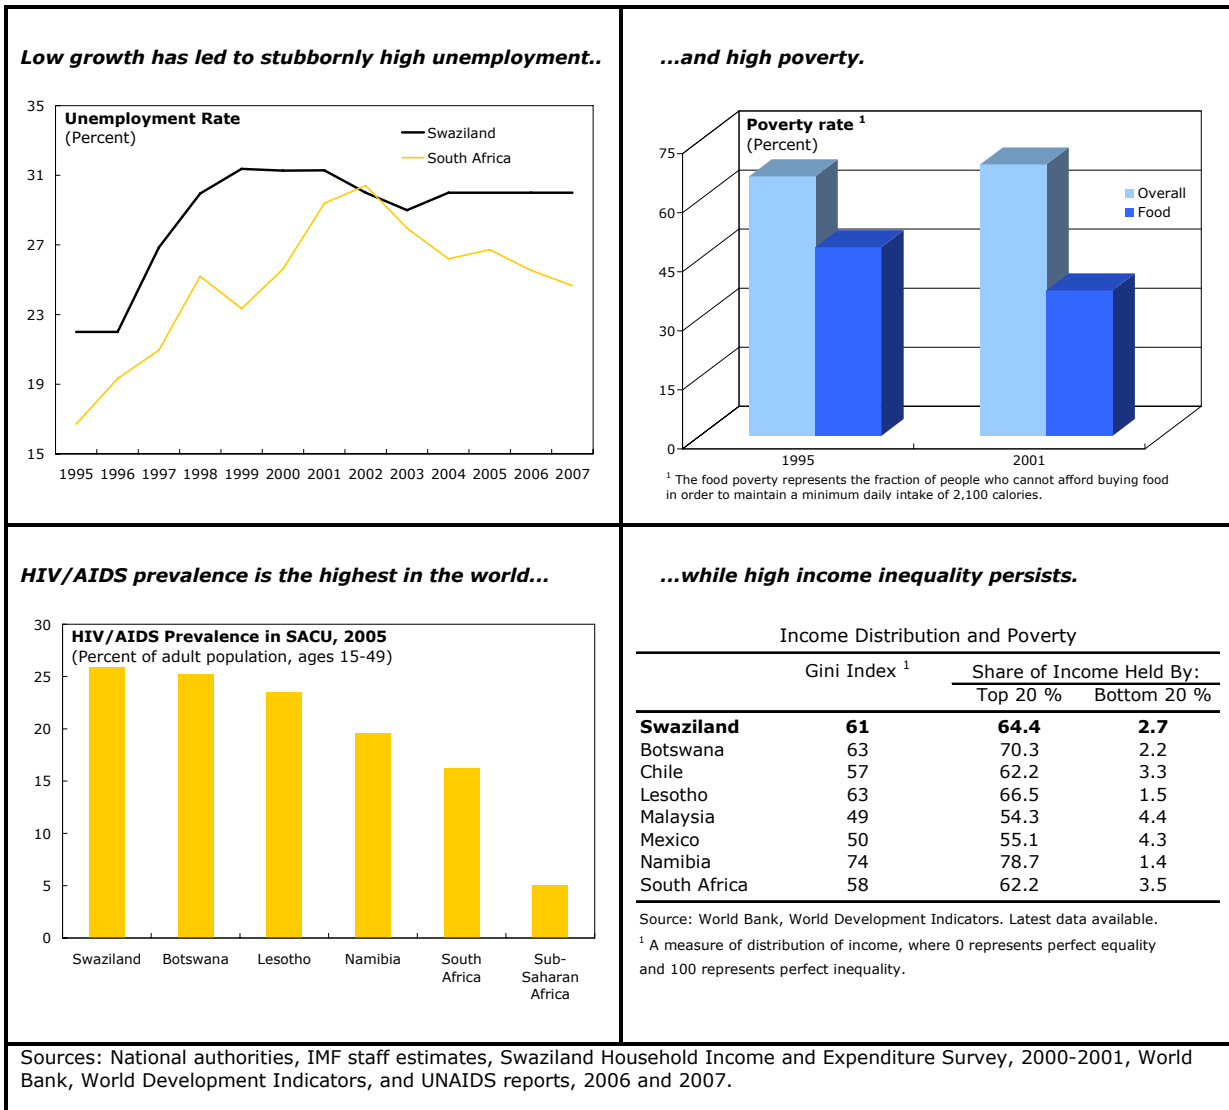 Low growth has led to stubbornly high unemployment..
Unemployment Rate
(Percent)
Swaziland
South Africa
35
31
27
23
19
15
1995 1996 1997 1998 1999 2000 2001 2002 2003 2004 2005 2006 2007
...and high poverty.
Poverty rate 1
(Percent)
Overall
Food
75
60
45
30
15
0
1995 2001
1 The food poverty represents the fraction of people who cannot afford buying food
in order to maintain a minimum daily intake of 2,100 calories.
HIV/AIDS prevalence is the highest in the world...
HIV/AIDS Prevalence in SACU, 2005
(Percent of adult population, ages 15-49)
30
25
20
15
10
5
0
Swaziland Botswana Lesotho Namibia South Sub-
Africa Saharan
Africa
...while high income inequality persists.
Income Distribution and Poverty
Gini Index 1 Share of Income Held By:
Top 20 % Bottom 20 %
Swaziland 61 64.4 2.7
Botswana 63 70.3 2.2
Chile 57 62.2 3.3
Lesotho 63 66.5 1.5
Malaysia 49 54.3 4.4
Mexico 50 55.1 4.3
Namibia 74 78.7 1.4
South Africa 58 62.2 3.5
Source: World Bank, World Development Indicators. Latest data available.
1 A measure of distribution of income, where 0 represents perfect equality
and 100 represents perfect inequality.
Sources: National authorities, IMF staff estimates, Swaziland Household Income and Expenditure Survey, 2000-2001, World
Bank, World Development Indicators, and UNAIDS reports, 2006 and 2007.